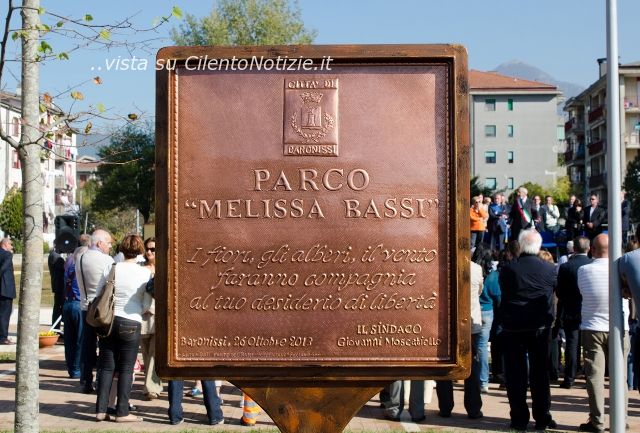 ..vista su CilentoNotizie.it
CITTA' DI
BARONISSI
PARCO
"MELISSA BASSI"
I fiori, gli alberi, il vento
faranno compagnia
al tuo desiderio di libertà
Baronissi, 26 Ottobre 2013
IL SINDACO
Giovanni Moscatiello